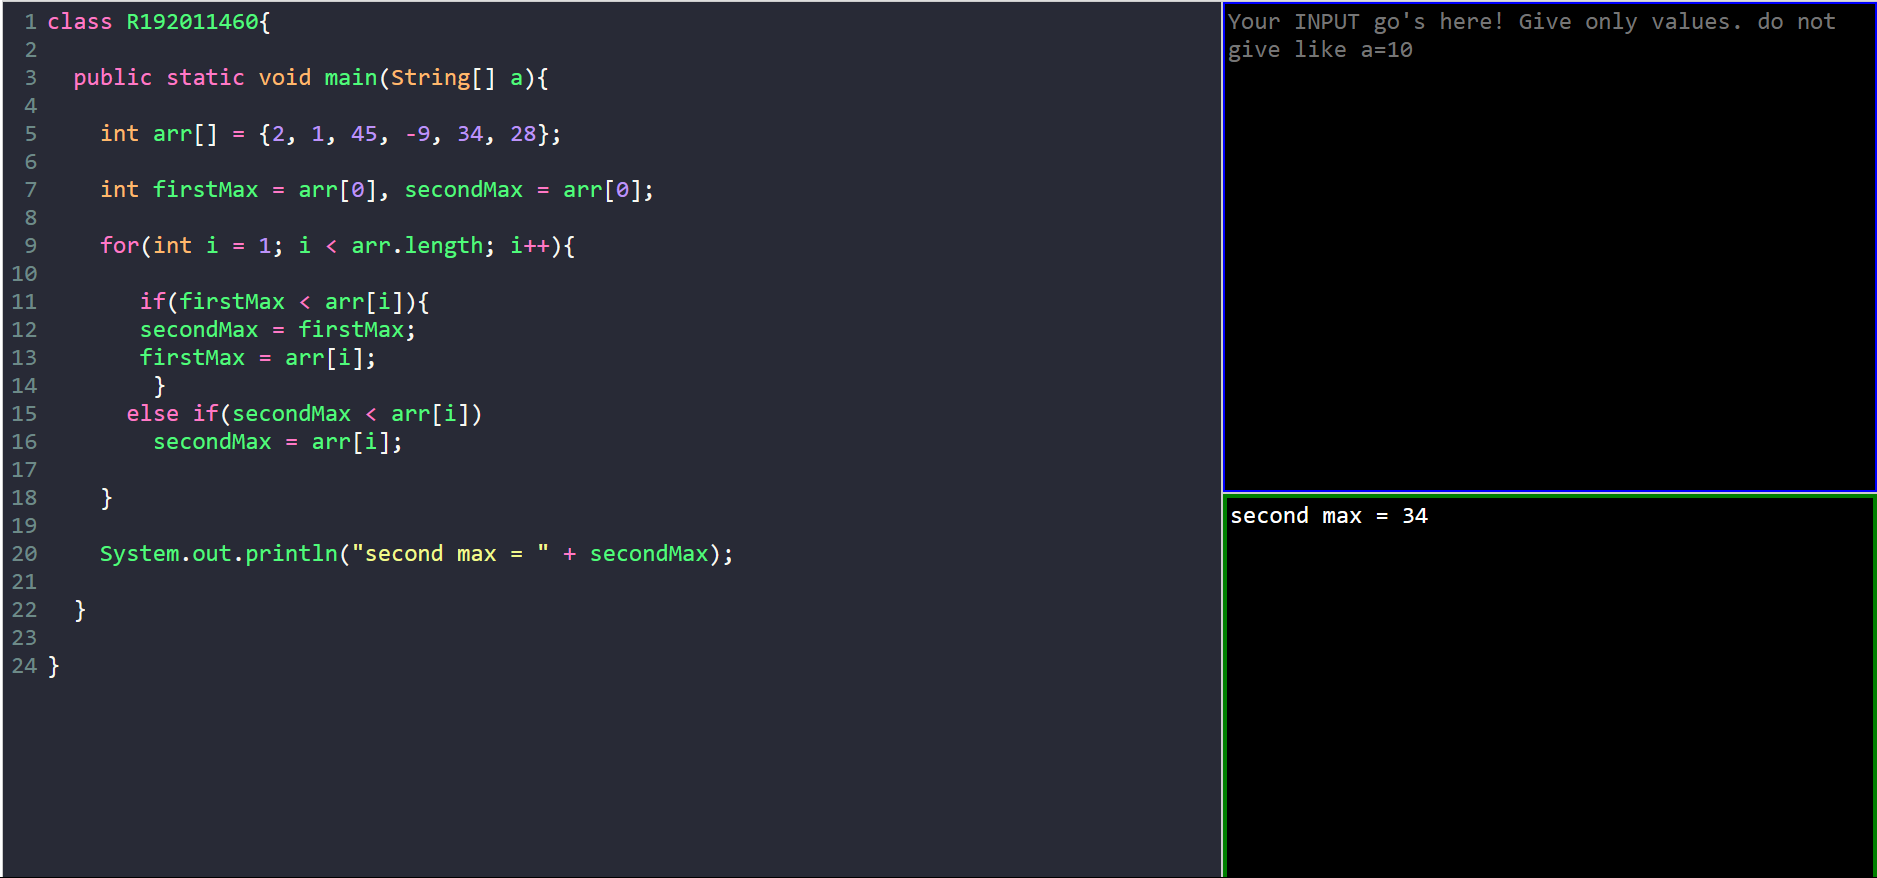 1 class R192011460{
2
3   public static void main(String[] a){
4
5     int arr[] = {2, 1, 45, -9, 34, 28};
6
7     int firstMax = arr[0], secondMax = arr[0];
8
9     for(int i = 1; i < arr.length; i++){
10
11        if(firstMax < arr[i]){
12        secondMax = firstMax;
13        firstMax = arr[i];
14         }
15       else if(secondMax < arr[i])
16         secondMax = arr[i];
17
18     }
19
20     System.out.println("second max = " + secondMax);
21
22   }
23
24 }
Your INPUT go's here! Give only values. do not
give like a=10
second max = 34